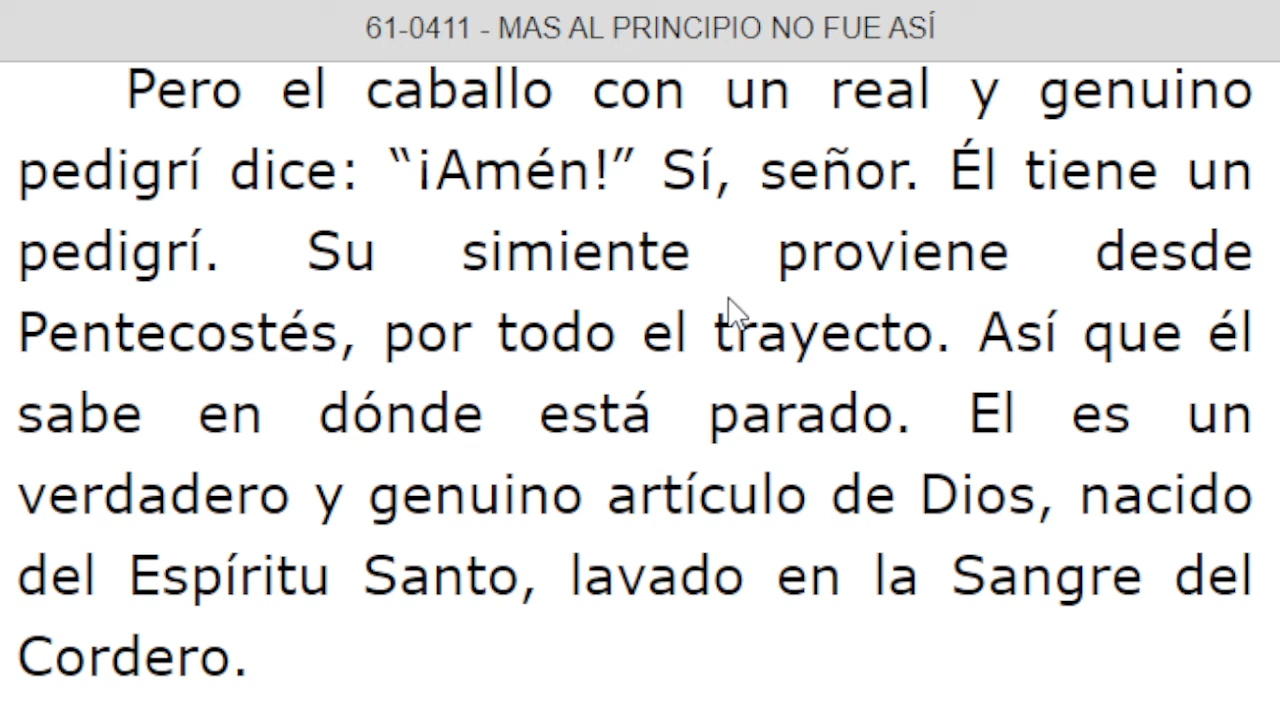 61-0411 - MAS AL PRINCIPIO NO FUE ASÍ
Pero el caballo con un real y genuino
pedigrí dice: “¡Amén!” Sí, señor. Él tiene un
pedigrí. Su simiente proviene desde
Pentecostés, por todo el trayecto. Así que él
sabe en dónde está parado. El es un
verdadero y genuino artículo de Dios, nacido
del Espíritu Santo, lavado en la Sangre del
Cordero.